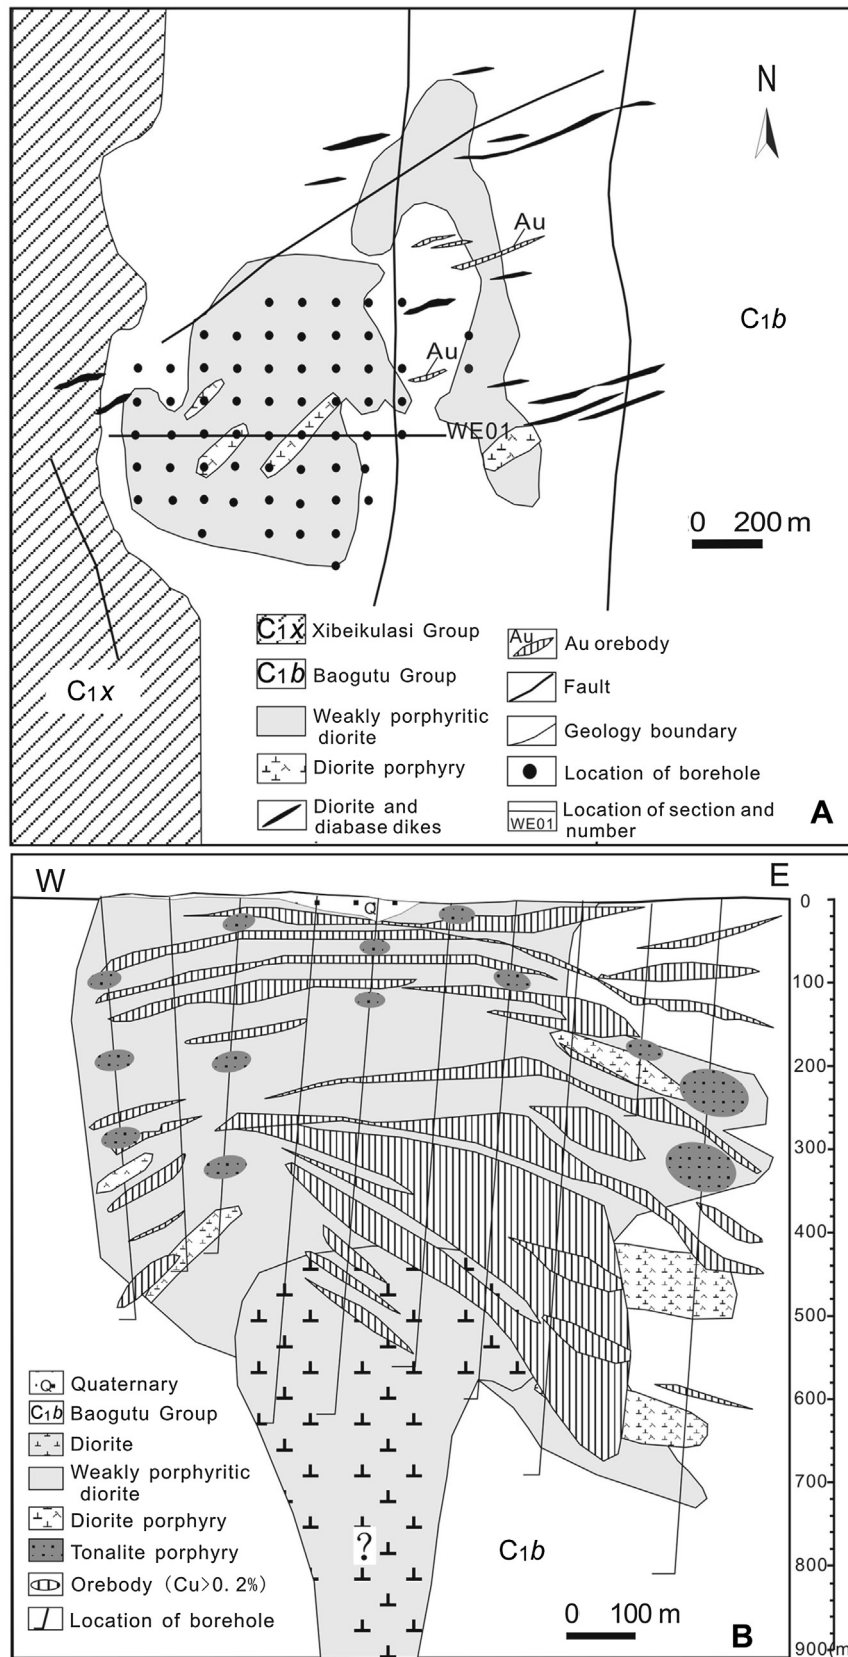 N
Au
C1b
Au
WE01
0 200 m
C1x
C1x Xibeikulasi Group
C1b Baogutu Group
Weakly porphyritic
diorite
Diorite porphyry
Diorite and
diabase dikes
Au Au orebody
Fault
Geology boundary
Location of borehole
WE01 Location of section and
number
A
W
E
Q
0
100
200
300
400
500
600
700
800
900(m
?
C1b
Q Quaternary
C1b Baogutu Group
Diorite
Weakly porphyritic
diorite
Diorite porphyry
Tonalite porphyry
Orebody (Cu>0.2%)
Location of borehole
0 100 m
B